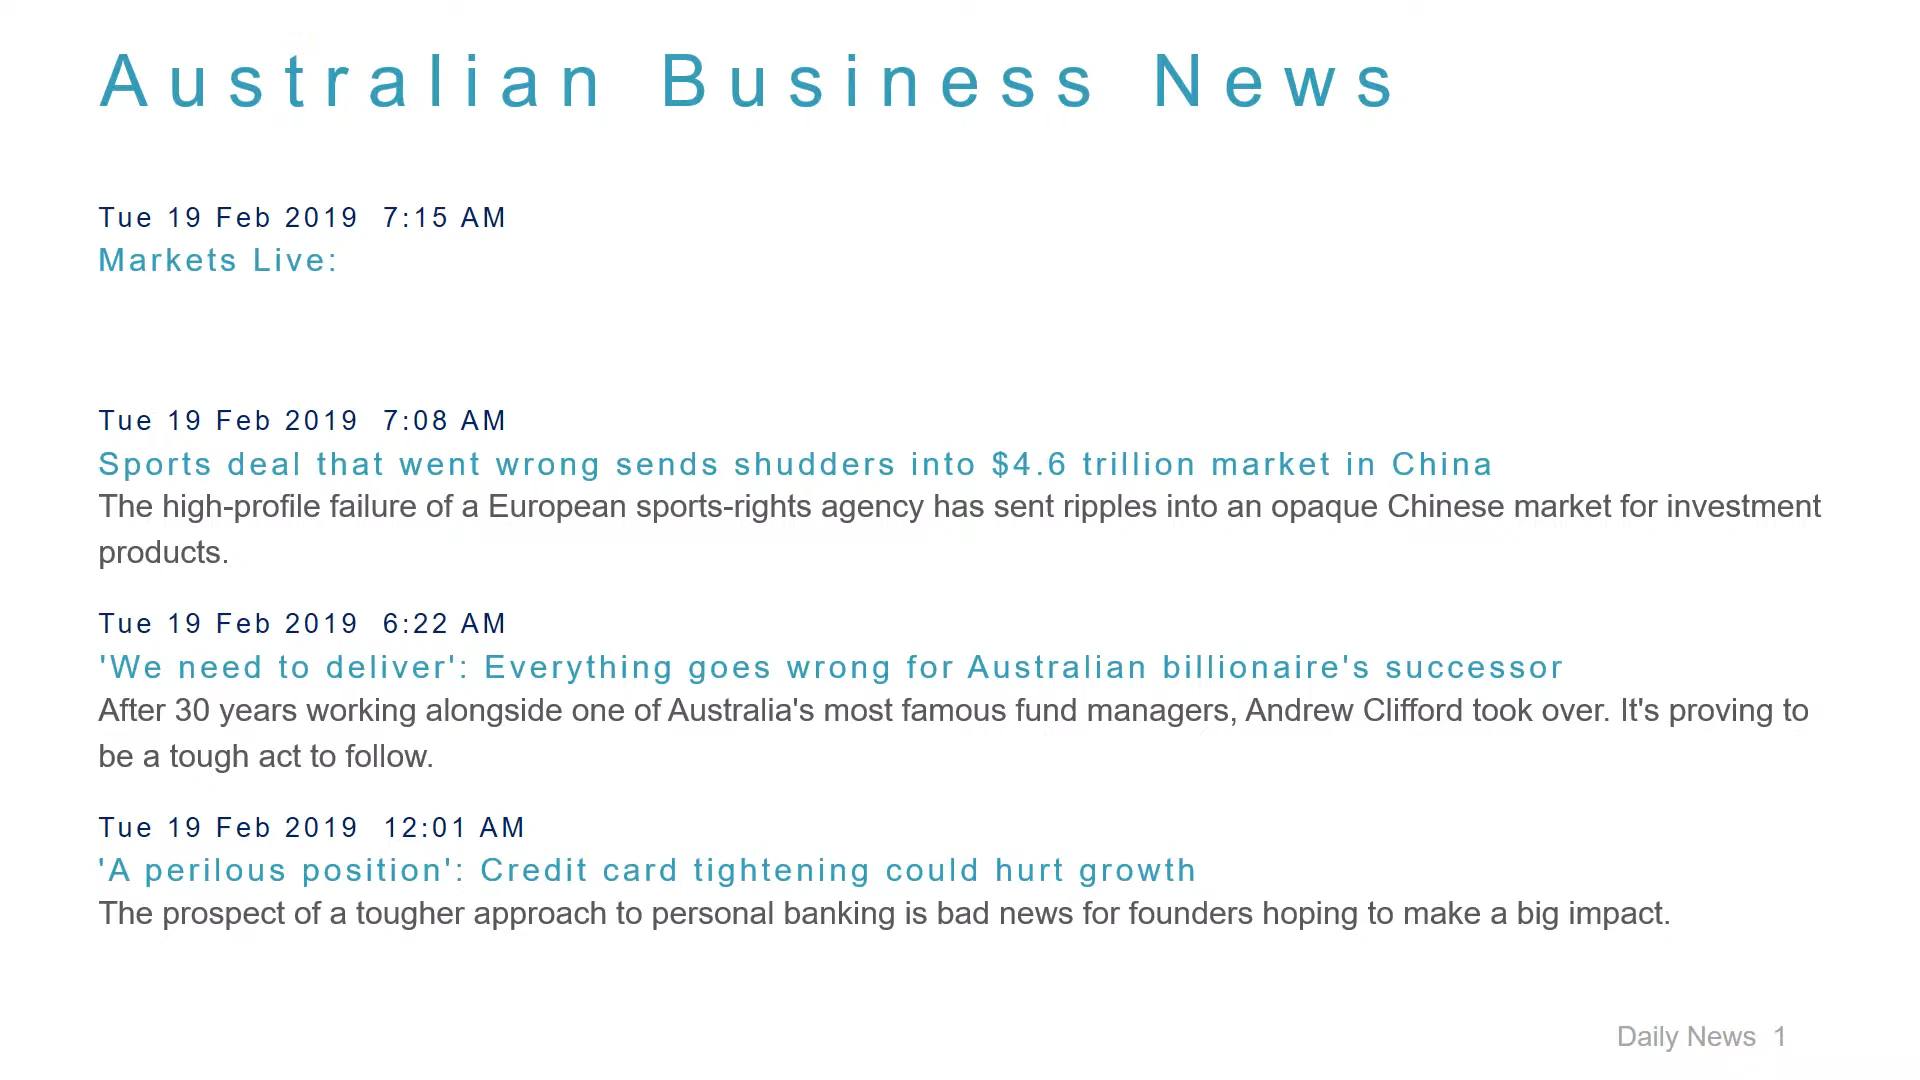 Australian Business News
Tue 19 Feb 2019  7:15 AM
Markets Live:
Tue 19 Feb 2019  7:08 AM
Sports deal that went wrong sends shudders into $4.6 trillion market in China
The high-profile failure of a European sports-rights agency has sent ripples into an opaque Chinese market for investment
products.
Tue 19 Feb 2019  6:22 AM
'We need to deliver': Everything goes wrong for Australian billionaire's successor
After 30 years working alongside one of Australia's most famous fund managers, Andrew Clifford took over. It's proving to
be a tough act to follow.
Tue 19 Feb 2019  12:01 AM
'A perilous position': Credit card tightening could hurt growth
The prospect of a tougher approach to personal banking is bad news for founders hoping to make a big impact.
Daily News  1